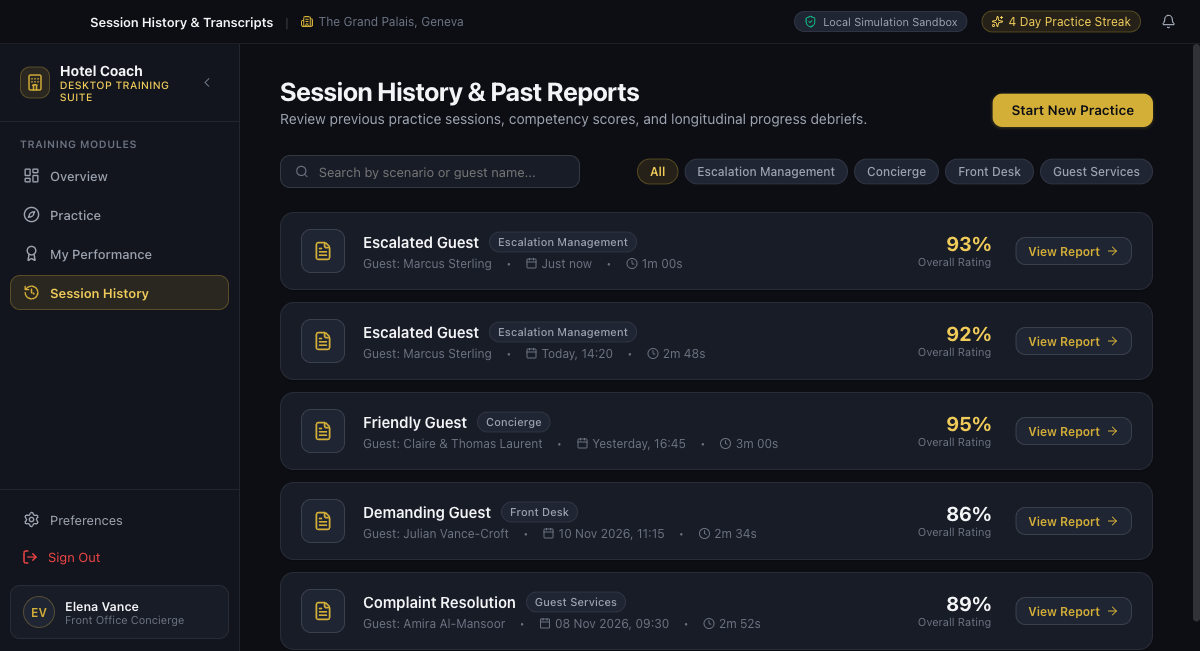 Session History & Transcripts
The Grand Palais, Geneva
Local Simulation Sandbox
4 Day Practice Streak
Hotel Coach
DESKTOP TRAINING
SUITE
TRAINING MODULES
Overview
Practice
My Performance
Session History
Preferences
Sign Out
EV
Elena Vance
Front Office Concierge
Session History & Past Reports
Review previous practice sessions, competency scores, and longitudinal progress debriefs.
Start New Practice
Search by scenario or guest name...
All
Escalation Management
Concierge
Front Desk
Guest Services
Escalated Guest Escalation Management
Guest: Marcus Sterling • Just now • 1m 00s
93%
Overall Rating
View Report
Escalated Guest Escalation Management
Guest: Marcus Sterling • Today, 14:20 • 2m 48s
92%
Overall Rating
View Report
Friendly Guest Concierge
Guest: Claire & Thomas Laurent • Yesterday, 16:45 • 3m 00s
95%
Overall Rating
View Report
Demanding Guest Front Desk
Guest: Julian Vance-Croft • 10 Nov 2026, 11:15 • 2m 34s
86%
Overall Rating
View Report
Complaint Resolution Guest Services
Guest: Amira Al-Mansoor • 08 Nov 2026, 09:30 • 2m 52s
89%
Overall Rating
View Report